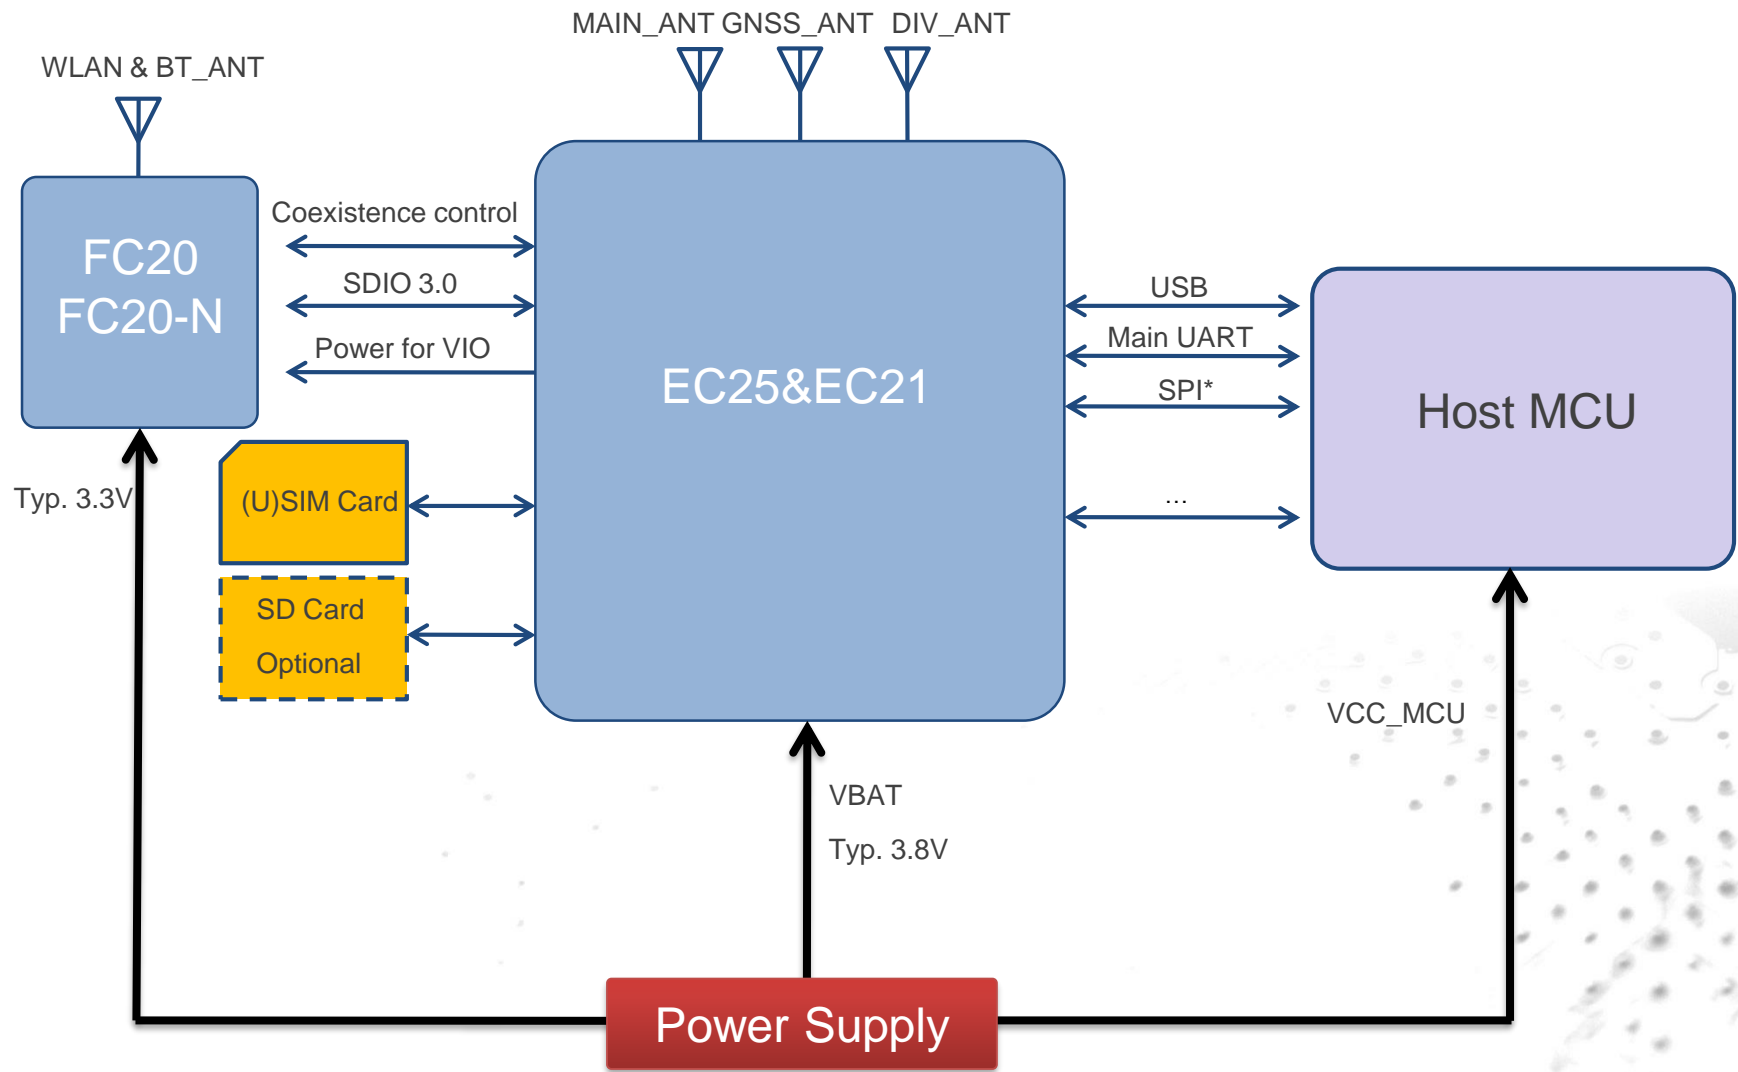 MAIN_ANT GNSS_ANT DIV_ANT
WLAN & BT_ANT
Coexistence control
FC20
FC20-N
SDIO 3.0
Power for VIO
EC25&EC21
USB
Main UART
SPI*
...
Host MCU
Typ. 3.3V
(U)SIM Card
SD Card
Optional
VCC_MCU
VBAT
Typ. 3.8V
Power Supply